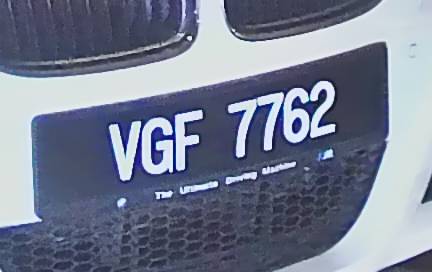 VGF 7762
The Ultimate Driving Machine